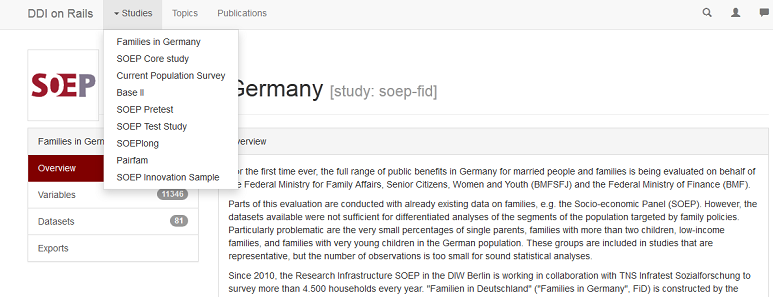 DDI on Rails Studies Topics Publications
Families in Germany
SOEP Core study
Current Population Survey
Base II
SOEP Pretest
SOEP Test Study
SOEPlong
Pairfam
SOEP Innovation Sample
SOEP
Germany [study: soep-fid]
Families in Germ
Overview
Variables 11346
Datasets 81
Exports
verview
or the first time ever, the full range of public benefits in Germany for married people and families is being evaluated on behalf of
e Federal Ministry for Family Affairs, Senior Citizens, Women and Youth (BMFSFJ) and the Federal Ministry of Finance (BMF).
Parts of this evaluation are conducted with already existing data on families, e.g. the Socio-economic Panel (SOEP). However, the
datasets available were not sufficient for differentiated analyses of the segments of the population targeted by family policies.
Particularly problematic are the very small percentages of single parents, families with more than two children, low-income
families, and families with very young children in the German population. These groups are included in studies that are
representative, but the number of observations is too small for sound statistical analyses.
Since 2010, the Research Infrastructure SOEP in the DIW Berlin is working in collaboration with TNS Infratest Sozialforschung to
survey more than 4.500 households every year. "Familien in Deutschland" ("Families in Germany", FiD) is constructed by the